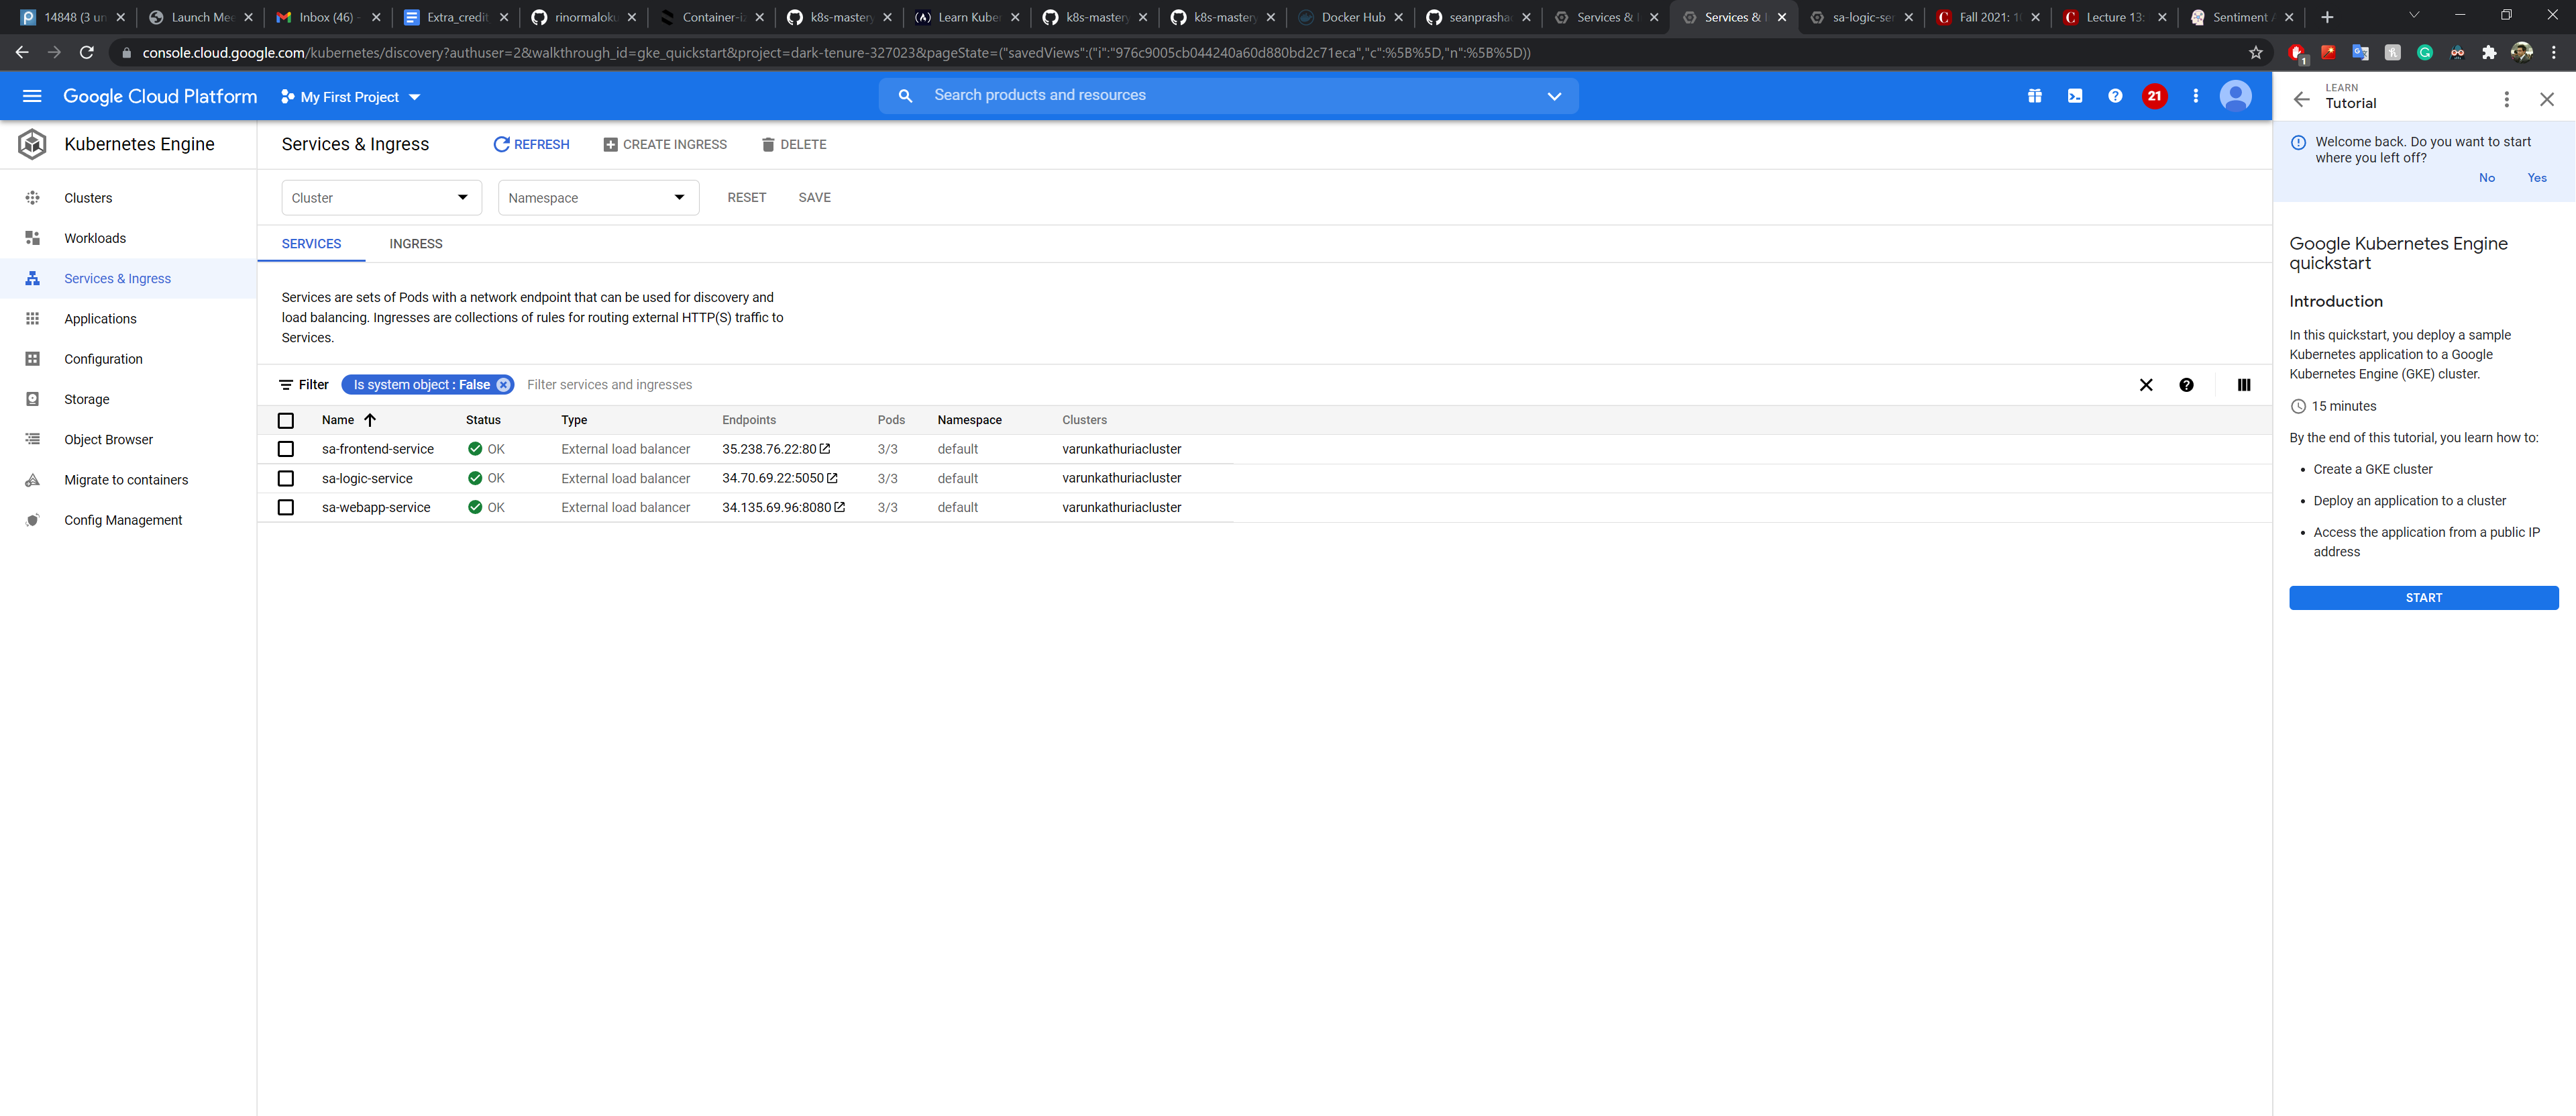 14848 (3 un
Launch Mee
Inbox (46) -
Extra_credit
rinormaloku
Container-iz
k8s-mastery
Learn Kuber
k8s-mastery
k8s-mastery
Docker Hub
seanprashad
Services & I
Services & I
sa-logic-ser
Fall 2021: 1
Lecture 13:
Sentiment A
console.cloud.google.com/kubernetes/discovery?authuser=2&walkthrough_id=gke_quickstart&project=dark-tenure-327023&pageState=("savedViews":("i":"976c9005cb044240a60d880bd2c71eca","c":%5B%5D,"n":%5B%5D))
1
Google Cloud Platform
My First Project
Search products and resources
21
LEARN
Tutorial
Kubernetes Engine
Clusters
Workloads
Services & Ingress
Applications
Configuration
Storage
Object Browser
Migrate to containers
Config Management
Services & Ingress
REFRESH
CREATE INGRESS
DELETE
Cluster
Namespace
RESET
SAVE
SERVICES
INGRESS
Services are sets of Pods with a network endpoint that can be used for discovery and
load balancing. Ingresses are collections of rules for routing external HTTP(S) traffic to
Services.
Filter
Is system object : False
Filter services and ingresses
Name Status Type Endpoints Pods Namespace Clusters
sa-frontend-service OK External load balancer 35.238.76.22:80 3/3 default varunkathuriacluster
sa-logic-service OK External load balancer 34.70.69.22:5050 3/3 default varunkathuriacluster
sa-webapp-service OK External load balancer 34.135.69.96:8080 3/3 default varunkathuriacluster
Welcome back. Do you want to start
where you left off?
No
Yes
Google Kubernetes Engine
quickstart
Introduction
In this quickstart, you deploy a sample
Kubernetes application to a Google
Kubernetes Engine (GKE) cluster.
15 minutes
By the end of this tutorial, you learn how to:
• Create a GKE cluster
• Deploy an application to a cluster
• Access the application from a public IP
address
START